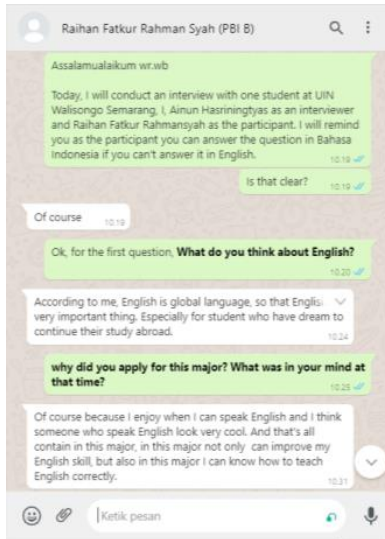 Raihan Fatkur Rahman Syah (PBI B)
Assalamualaikum wr.wb
Today, I will conduct an interview with one student at UIN
Walisongo Semarang, I, Ainun Hasriningtyas as an interviewer
and Raihan Fatkur Rahmansyah as the participant. I will remind
you as the participant you can answer the question in Bahasa
Indonesia if you can't answer it in English.
10.19
Is that clear?
10.19
Of course
10.19
Ok, for the first question, What do you think about English?
10.20
According to me, English is global language, so that Englis
very important thing. Especially for student who have dream to
continue their study abroad.
10.24
why did you apply for this major? What was in your mind at
that time?
10.25
Of course because I enjoy when I can speak English and I think
someone who speak English look very cool. And that's all
contain in this major, in this major not only can improve my
English skill, but also in this major I can know how to teach
English correctly.
10.31
Ketik pesan